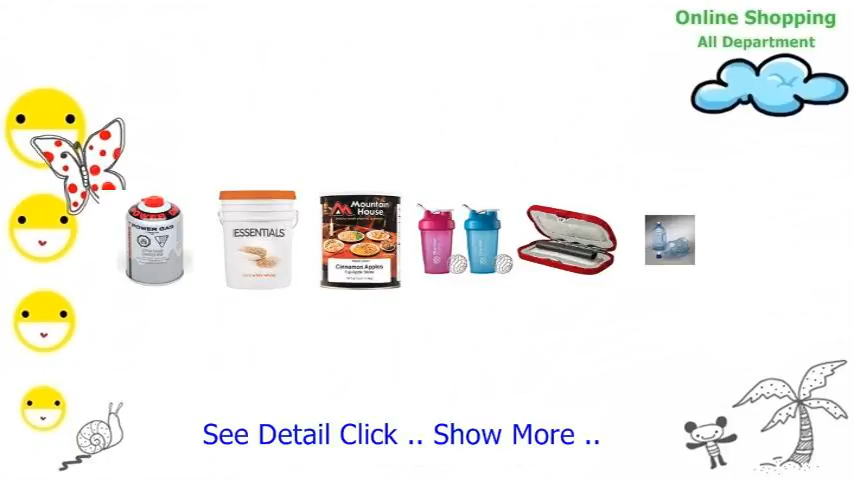 Online Shopping
All Department
POWER GAS
ESSENTIALS
Mountain
House
Cinnamon Apples
See Detail Click .. Show More ..